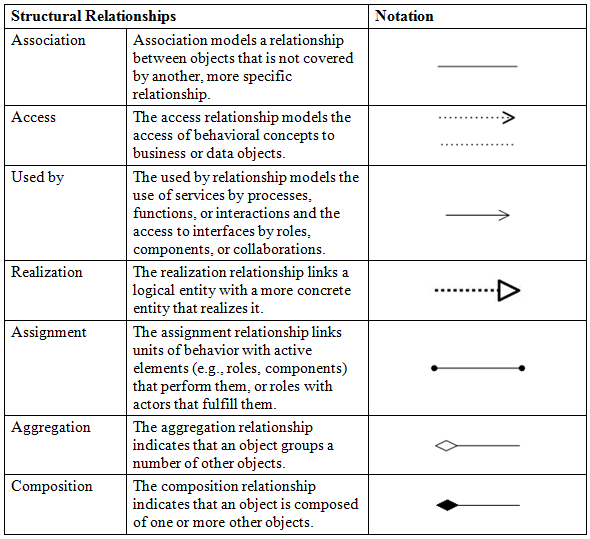 Structural Relationships Notation
Association Association models a relationship
between objects that is not covered
by another, more specific
relationship.
Access The access relationship models the
access of behavioral concepts to
business or data objects.
Used by The used by relationship models the
use of services by processes,
functions, or interactions and the
access to interfaces by roles,
components, or collaborations.
Realization The realization relationship links a
logical entity with a more concrete
entity that realizes it.
Assignment The assignment relationship links
units of behavior with active
elements (e.g., roles, components)
that perform them, or roles with
actors that fulfill them.
Aggregation The aggregation relationship
indicates that an object groups a
number of other objects.
Composition The composition relationship
indicates that an object is composed
of one or more other objects.